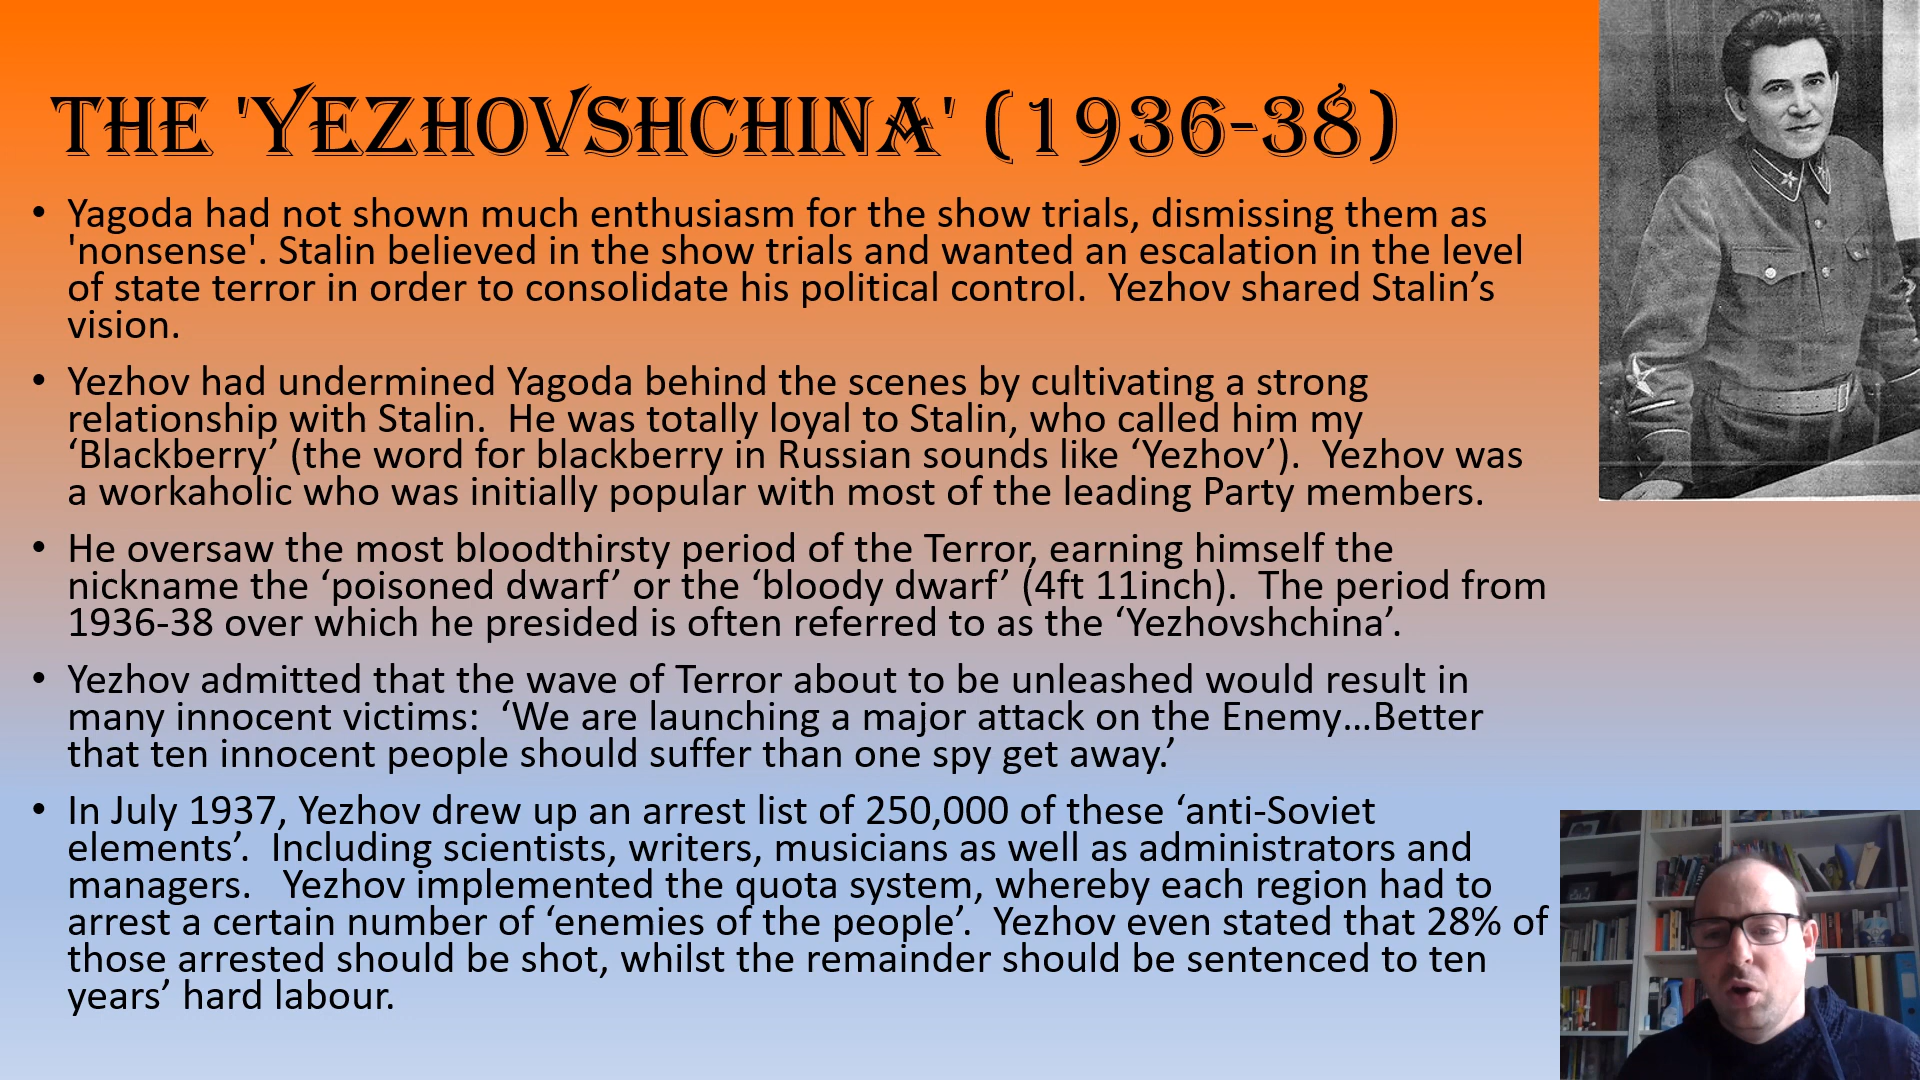 THE 'YEZHOVSHCHINA' (1936-38)
• Yagoda had not shown much enthusiasm for the show trials, dismissing them as
'nonsense'. Stalin believed in the show trials and wanted an escalation in the level
of state terror in order to consolidate his political control.  Yezhov shared Stalin’s
vision.
• Yezhov had undermined Yagoda behind the scenes by cultivating a strong
relationship with Stalin.  He was totally loyal to Stalin, who called him my
‘Blackberry’ (the word for blackberry in Russian sounds like ‘Yezhov’).  Yezhov was
a workaholic who was initially popular with most of the leading Party members.
• He oversaw the most bloodthirsty period of the Terror, earning himself the
nickname the ‘poisoned dwarf’ or the ‘bloody dwarf’ (4ft 11inch).  The period from
1936-38 over which he presided is often referred to as the ‘Yezhovshchina’.
• Yezhov admitted that the wave of Terror about to be unleashed would result in
many innocent victims:  ‘We are launching a major attack on the Enemy…Better
that ten innocent people should suffer than one spy get away.’
• In July 1937, Yezhov drew up an arrest list of 250,000 of these ‘anti-Soviet
elements’.  Including scientists, writers, musicians as well as administrators and
managers.   Yezhov implemented the quota system, whereby each region had to
arrest a certain number of ‘enemies of the people’.  Yezhov even stated that 28% of
those arrested should be shot, whilst the remainder should be sentenced to ten
years’ hard labour.